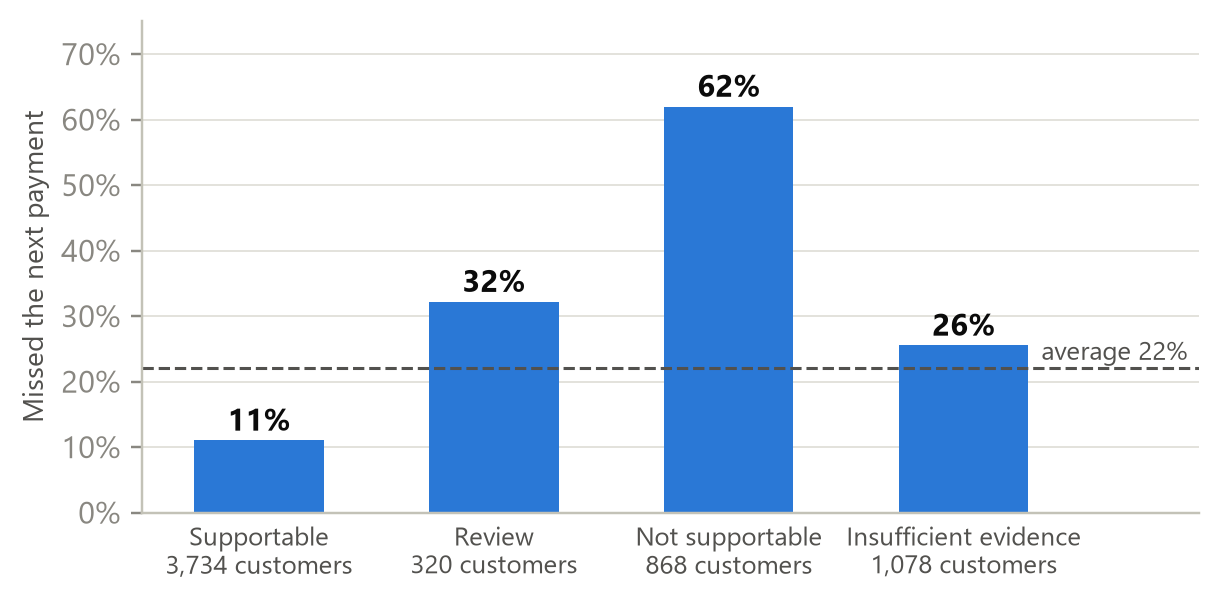 70%
60%
50%
40%
30%
20%
10%
0%
Missed the next payment
11%
32%
62%
26%
average 22%
Supportable
3,734 customers
Review
320 customers
Not supportable
868 customers
Insufficient evidence
1,078 customers